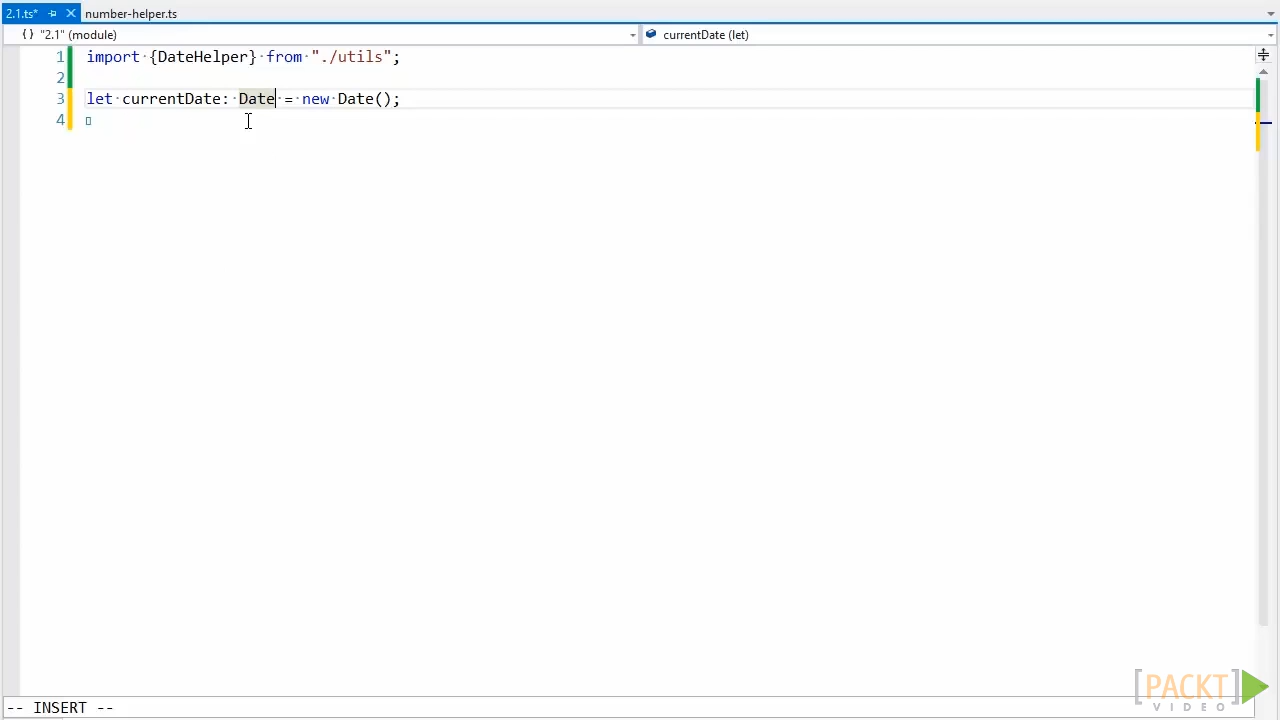 2.1.ts* number-helper.ts
{} "2.1" (module) currentDate (let)
1 import {DateHelper} from "./utils";
2
3 let currentDate: Date = new Date();
4
-- INSERT --
[PACKT]
VIDEO